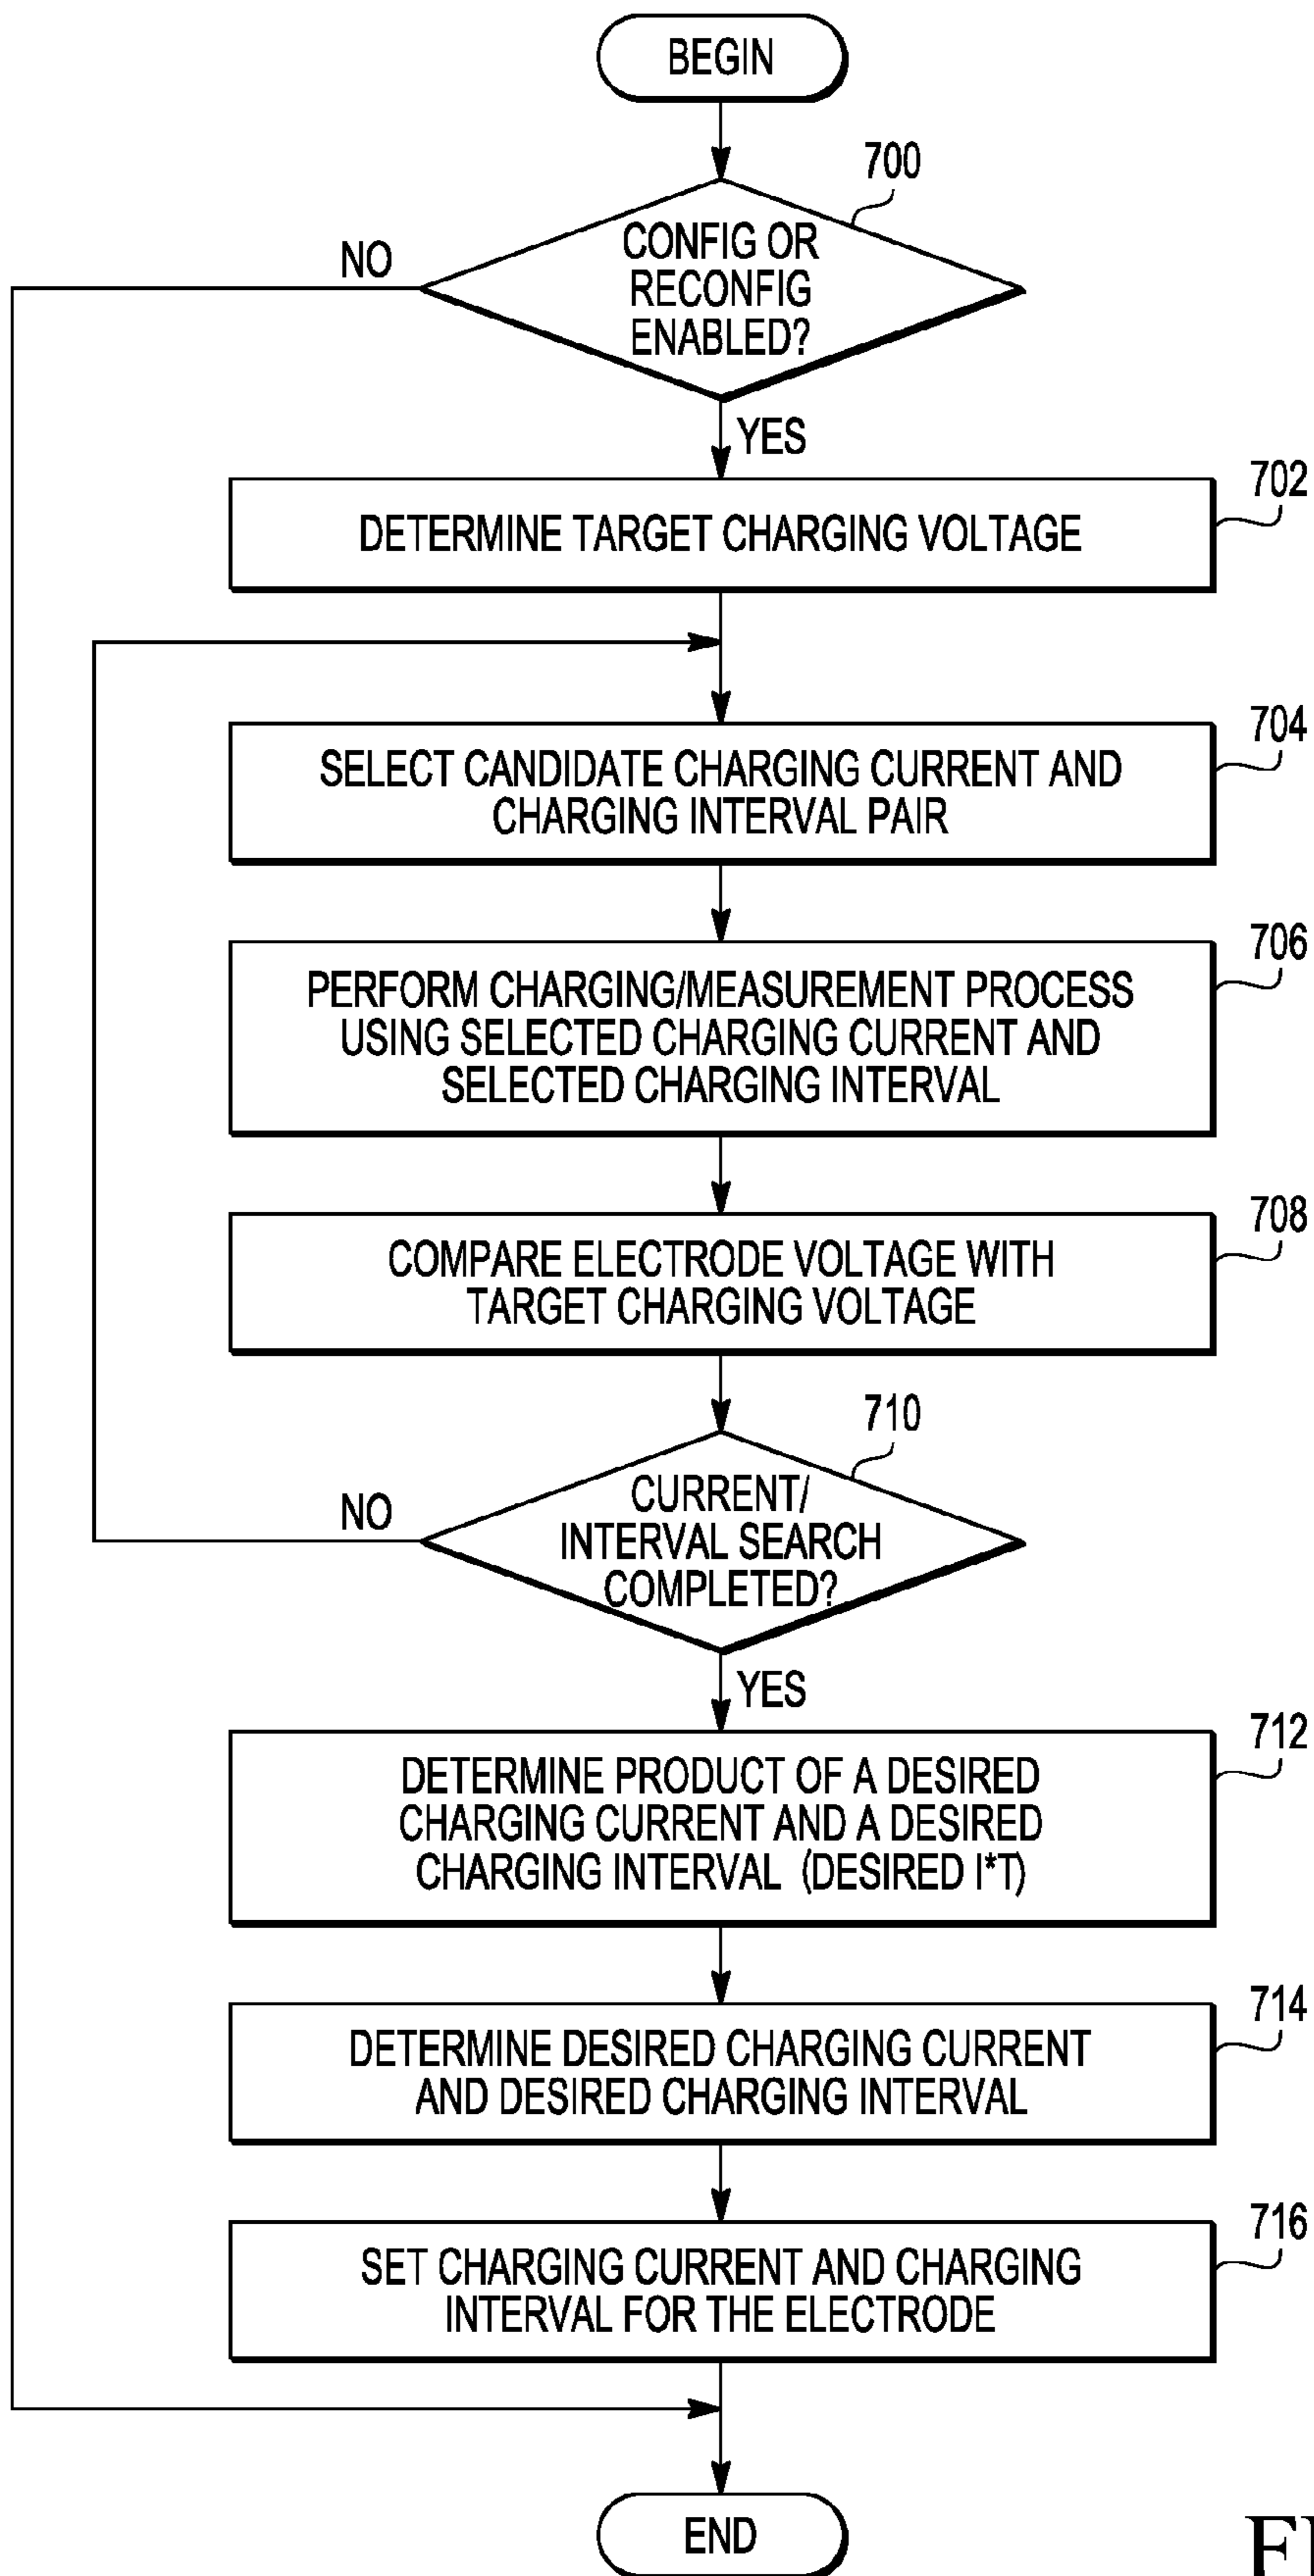 BEGIN
700
CONFIG OR
RECONFIG
ENABLED?
NO
YES
702
DETERMINE TARGET CHARGING VOLTAGE
704
SELECT CANDIDATE CHARGING CURRENT AND
CHARGING INTERVAL PAIR
706
PERFORM CHARGING/MEASUREMENT PROCESS
USING SELECTED CHARGING CURRENT AND
SELECTED CHARGING INTERVAL
708
COMPARE ELECTRODE VOLTAGE WITH
TARGET CHARGING VOLTAGE
710
CURRENT/
INTERVAL SEARCH
COMPLETED?
NO
YES
712
DETERMINE PRODUCT OF A DESIRED
CHARGING CURRENT AND A DESIRED
CHARGING INTERVAL (DESIRED I*T)
714
DETERMINE DESIRED CHARGING CURRENT
AND DESIRED CHARGING INTERVAL
716
SET CHARGING CURRENT AND CHARGING
INTERVAL FOR THE ELECTRODE
END